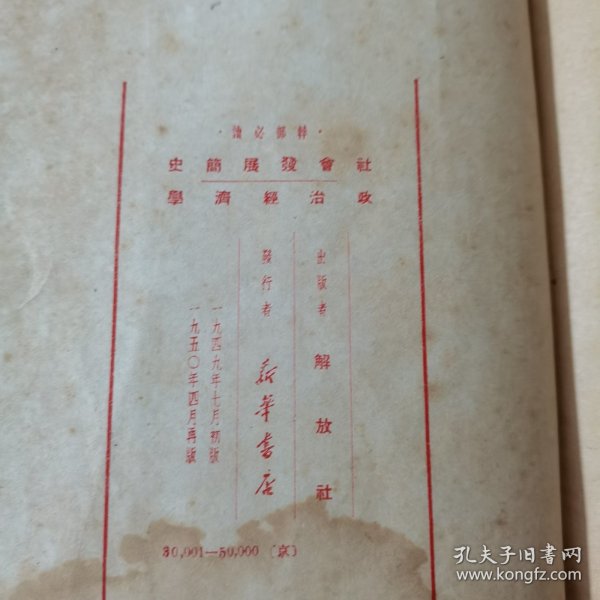 ·幹部必讀·
社會發展簡史
政治經濟學
出版者 解放社
發行者 新華書店
一九四九年七月初版
一九五〇年四月再版
30,001—50,000〔京〕
孔夫子旧书网
www.kongfz.com